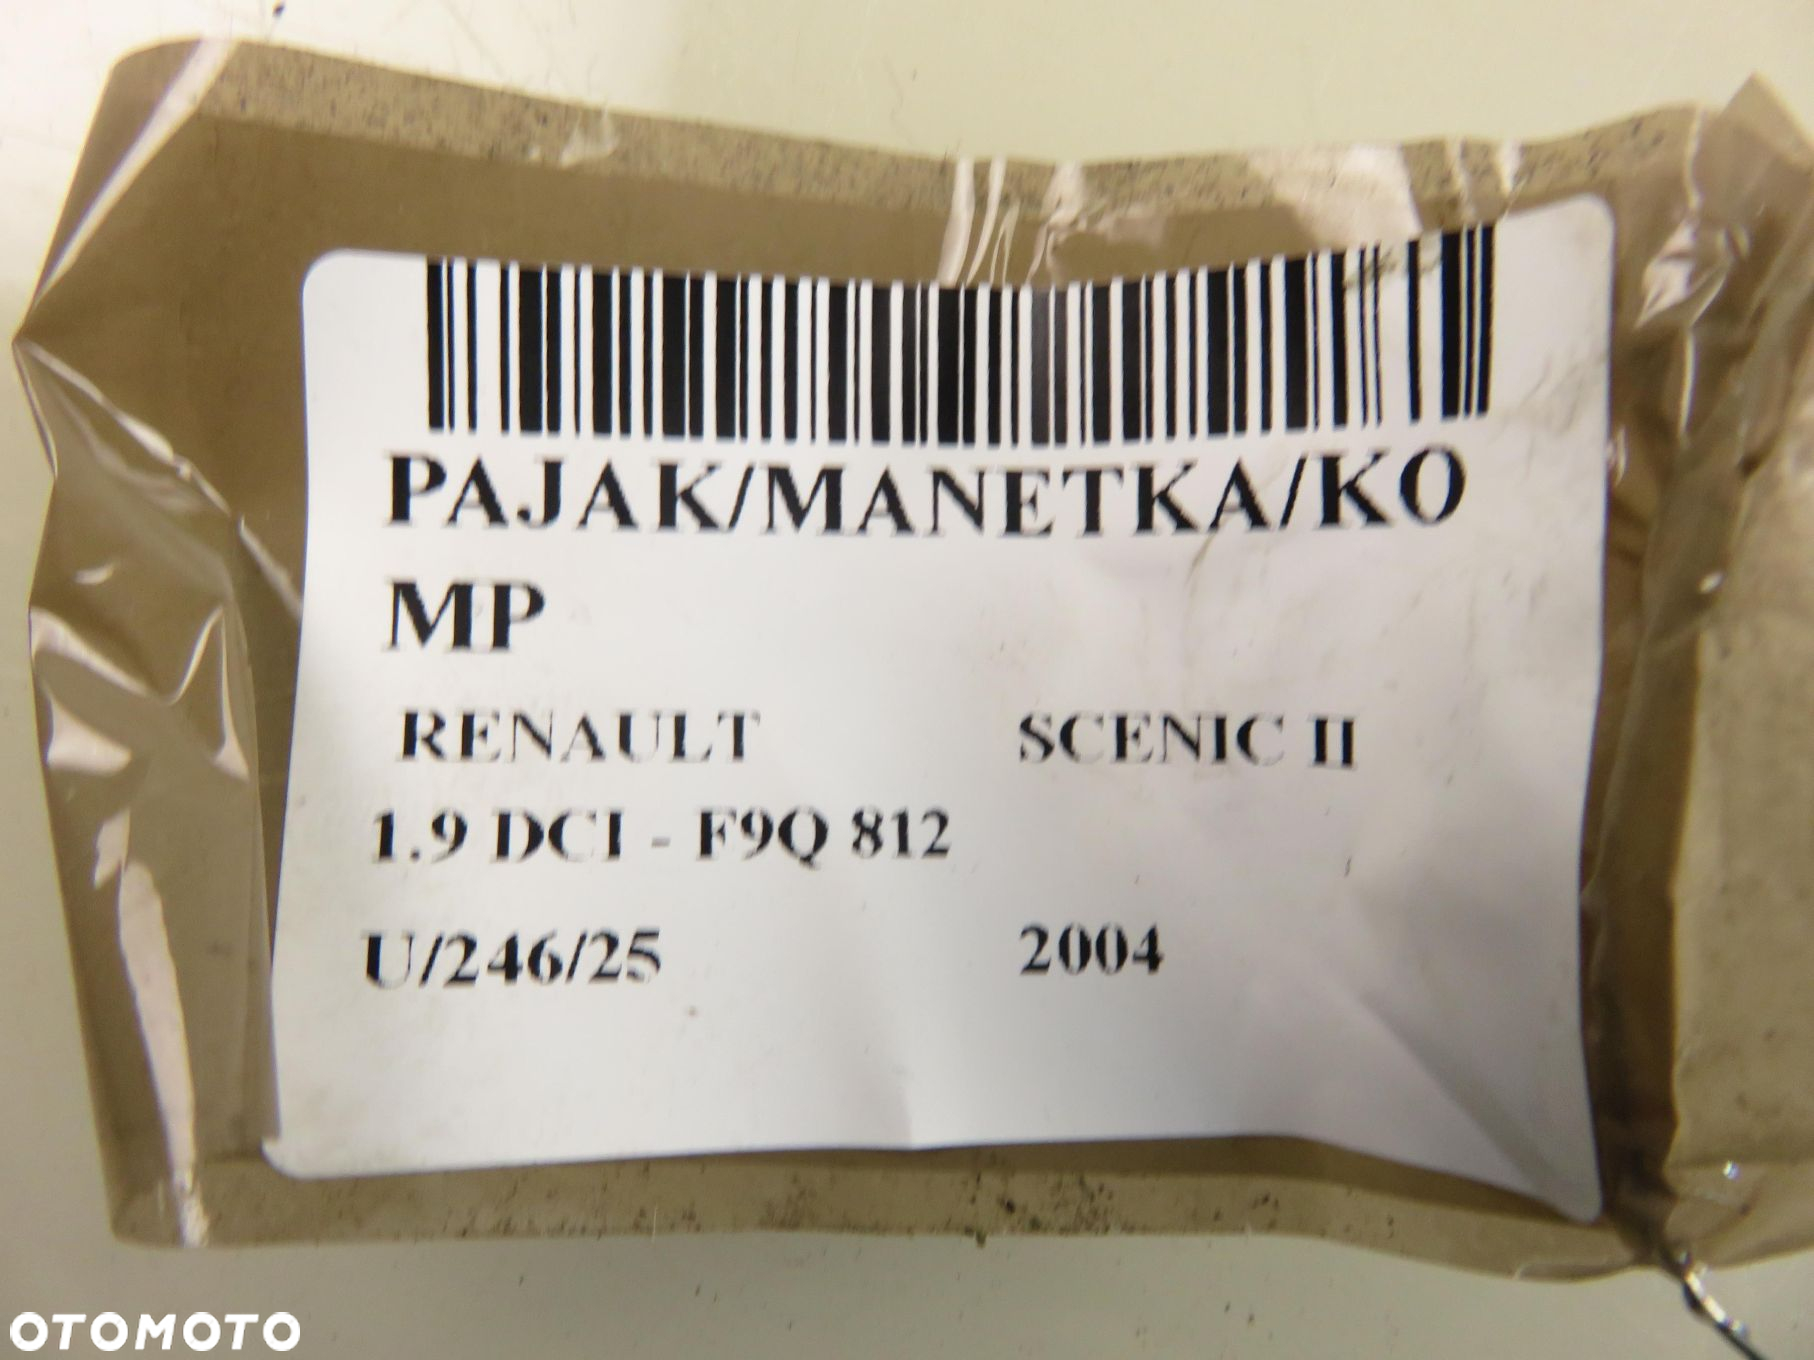 PAJAK/MANETKA/KO
MP
RENAULT SCENIC II
1.9 DCI - F9Q 812
U/246/25 2004
OTOMOTO